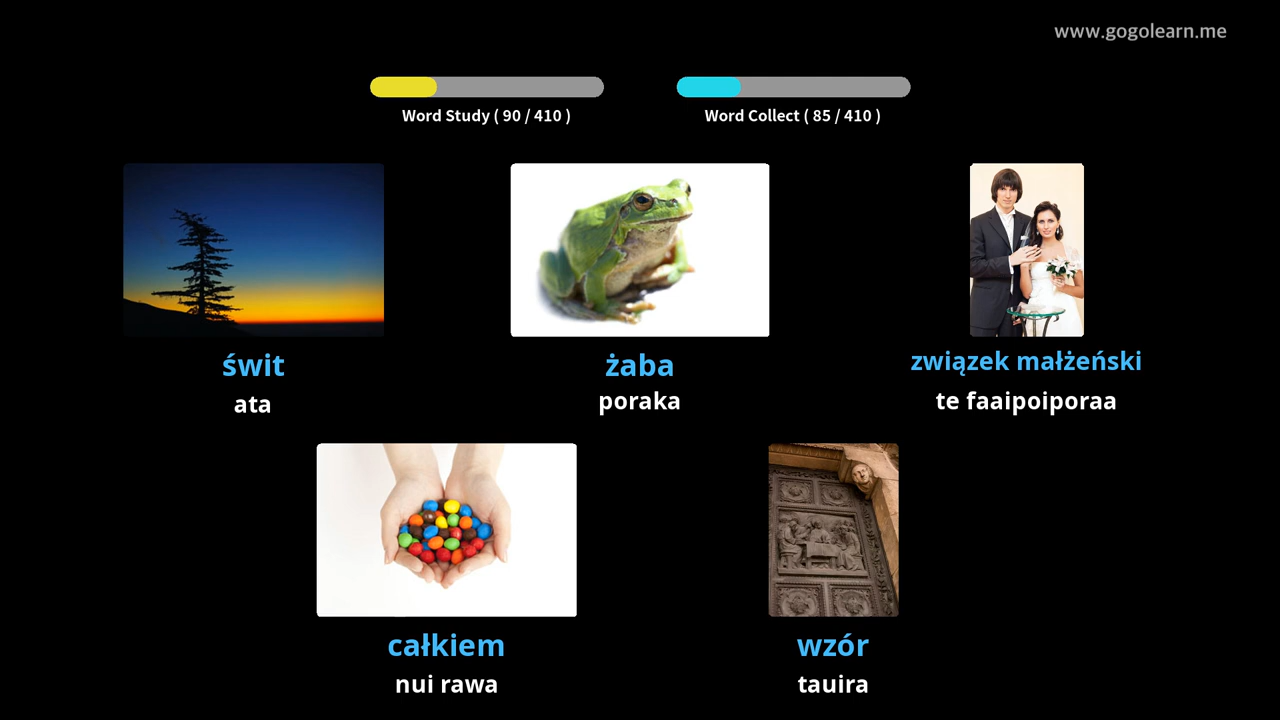 www.gogolearn.me
Word Study ( 90 / 410 )
Word Collect ( 85 / 410 )
świt
ata
żaba
poraka
związek małżeński
te faaipoiporaa
całkiem
nui rawa
wzór
tauira